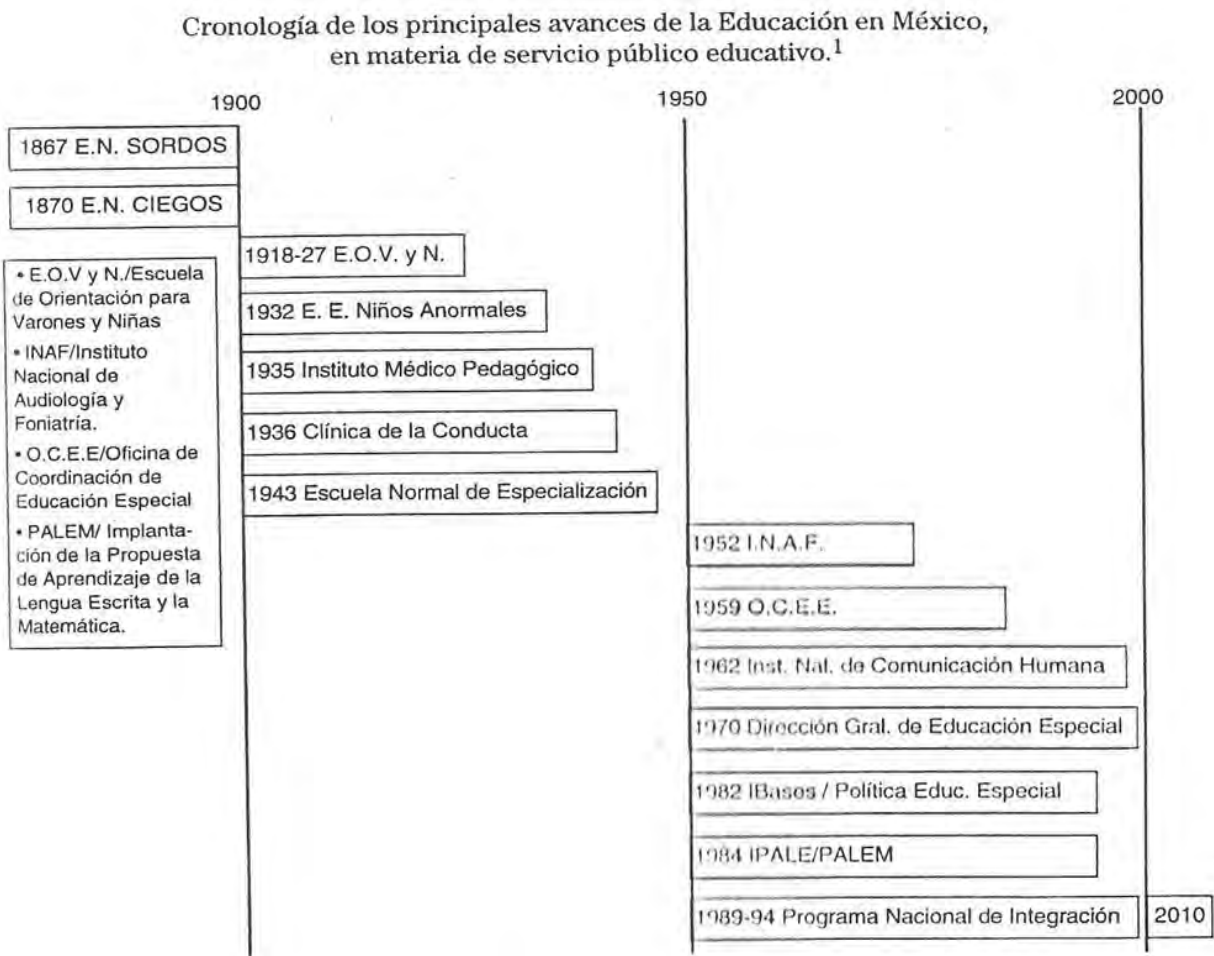 Cronología de los principales avances de la Educación en México,
en materia de servicio público educativo.1
1900
1950
2000
1867 E.N. SORDOS
1870 E.N. CIEGOS
1918-27 E.O.V. y N.
• E.O.V y N./Escuela
de Orientación para
Varones y Niñas
• INAF/Instituto
Nacional de
Audiología y
Foniatría.
• O.C.E.E/Oficina de
Coordinación de
Educación Especial
• PALEM/ Implanta-
ción de la Propuesta
de Aprendizaje de la
Lengua Escrita y la
Matemática.
1932 E. E. Niños Anormales
1935 Instituto Médico Pedagógico
1936 Clínica de la Conducta
1943 Escuela Normal de Especialización
1952 I.N.A.F.
1959 O.C.E.E.
1962 Inst. Nal. de Comunicación Humana
1970 Dirección Gral. de Educación Especial
1982 / Política Educ. Especial
1984 IPALE/PALEM
1989-94 Programa Nacional de Integración
2010